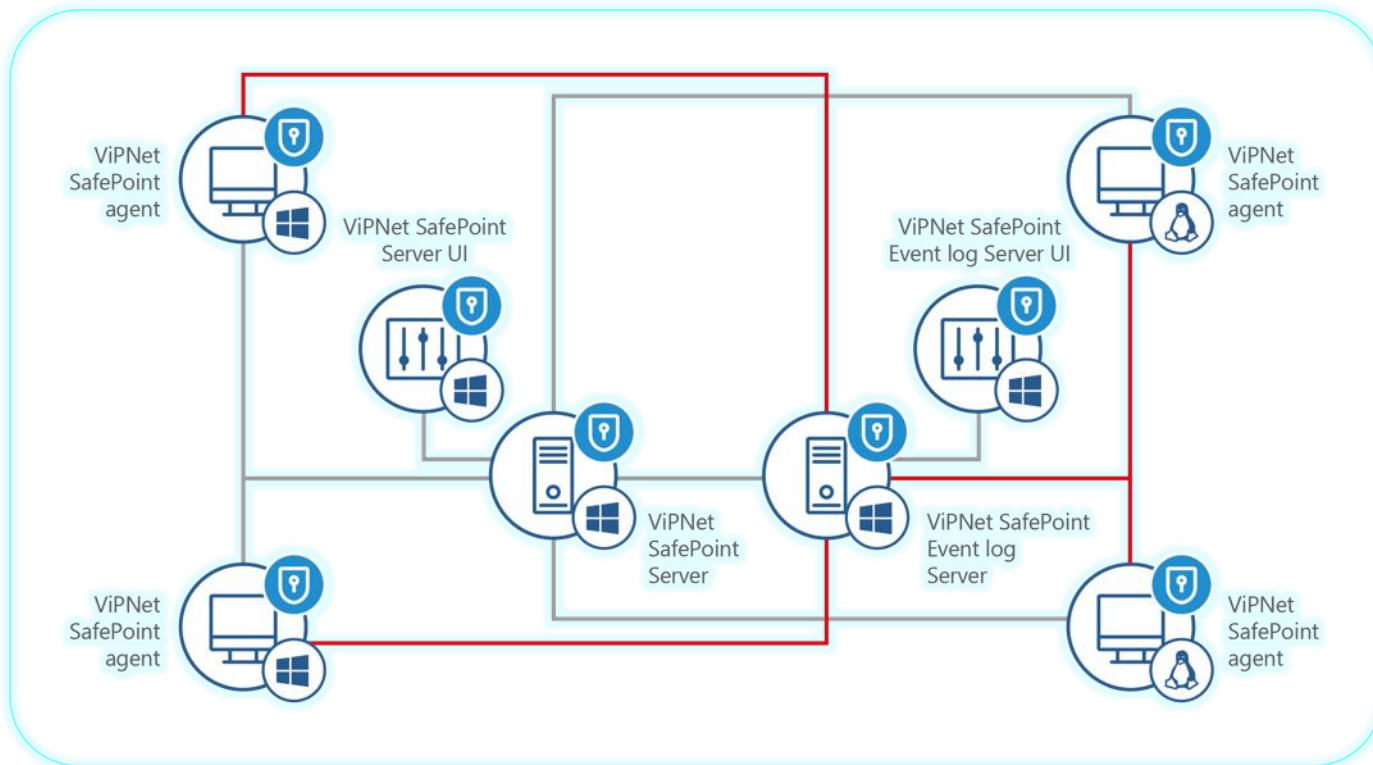 ViPNet
SafePoint
agent
ViPNet SafePoint
Server UI
ViPNet SafePoint
Event log Server UI
ViPNet
SafePoint
agent
ViPNet
SafePoint
Server
ViPNet SafePoint
Event log
Server
ViPNet
SafePoint
agent
ViPNet
SafePoint
agent